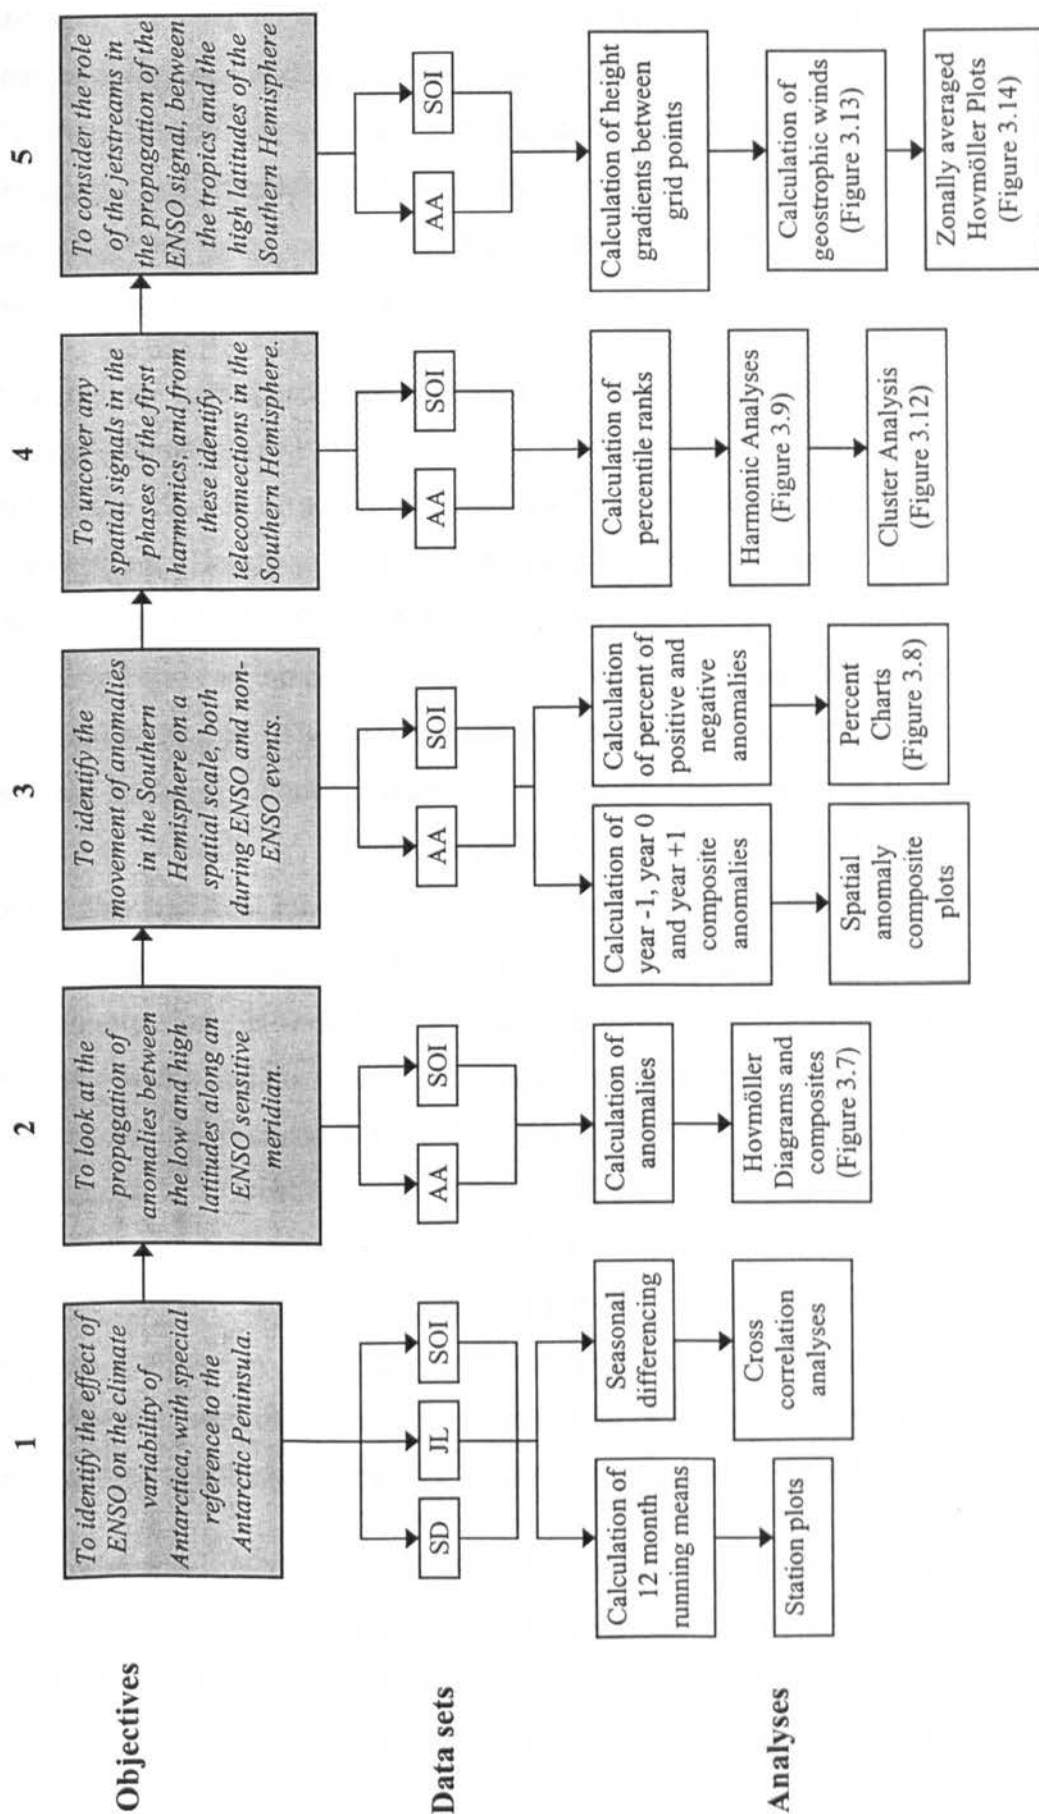 1
2
3
4
5
Objectives
To identify the effect of
ENSO on the climate
variability of
Antarctica, with special
reference to the
Antarctic Peninsula.
To look at the
propagation of
anomalies between
the low and high
latitudes along an
ENSO sensitive
meridian.
To identify the
movement of anomalies
in the Southern
Hemisphere on a
spatial scale, both
during ENSO and non-
ENSO events.
To uncover any
spatial signals in the
phases of the first
harmonics, and from
these identify
teleconnections in the
Southern Hemisphere.
To consider the role
of the jetstreams in
the propagation of the
ENSO signal, between
the tropics and the
high latitudes of the
Southern Hemisphere
Data sets
SD
JL
SOI
AA
SOI
AA
SOI
AA
SOI
AA
SOI
Analyses
Calculation of
12 month
running means
Station plots
Seasonal
differencing
Cross
correlation
analyses
Calculation of
anomalies
Hovmöller
Diagrams and
composites
(Figure 3.7)
Calculation of
year -1, year 0
and year +1
composite
anomalies
Spatial
anomaly
composite
plots
Calculation
of percent of
positive and
negative
anomalies
Percent
Charts
(Figure 3.8)
Calculation of
percentile ranks
Harmonic Analyses
(Figure 3.9)
Cluster Analysis
(Figure 3.12)
Calculation of height
gradients between
grid points
Calculation of
geostrophic winds
(Figure 3.13)
Zonally averaged
Hovmöller Plots
(Figure 3.14)